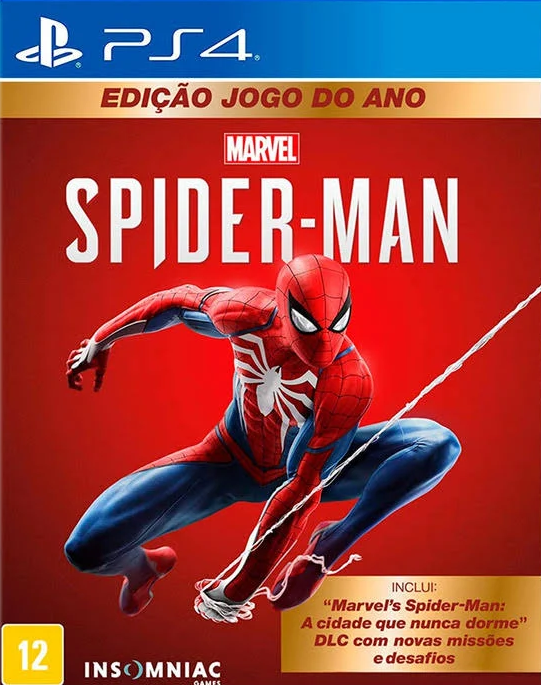 PS4
EDIÇÃO JOGO DO ANO
MARVEL
SPIDER-MAN
INCLUI:
“Marvel’s Spider-Man:
A cidade que nunca dorme”
DLC com novas missões
e desafios
12
INSOMNIAC
GAMES